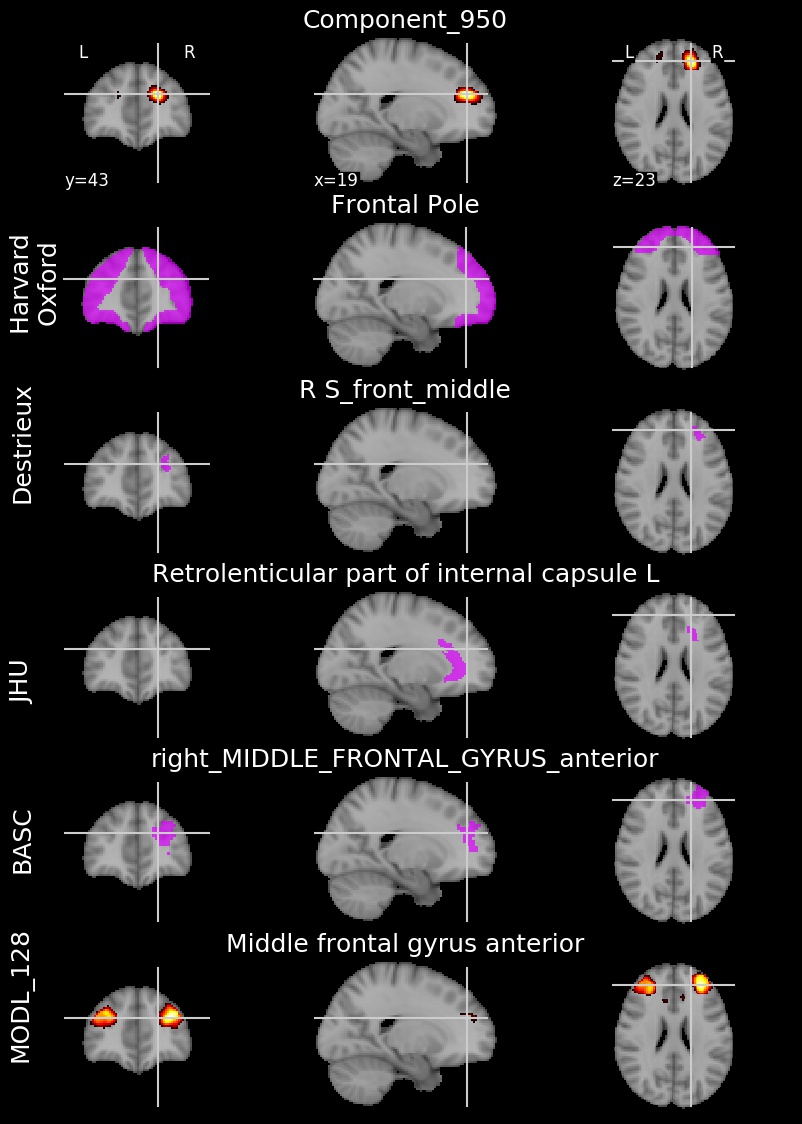 Component_950
L R
L R
y=43
x=19
z=23
Frontal Pole
Harvard
Oxford
R S_front_middle
Destrieux
Retrolenticular part of internal capsule L
JHU
right_MIDDLE_FRONTAL_GYRUS_anterior
BASC
Middle frontal gyrus anterior
MODL_128